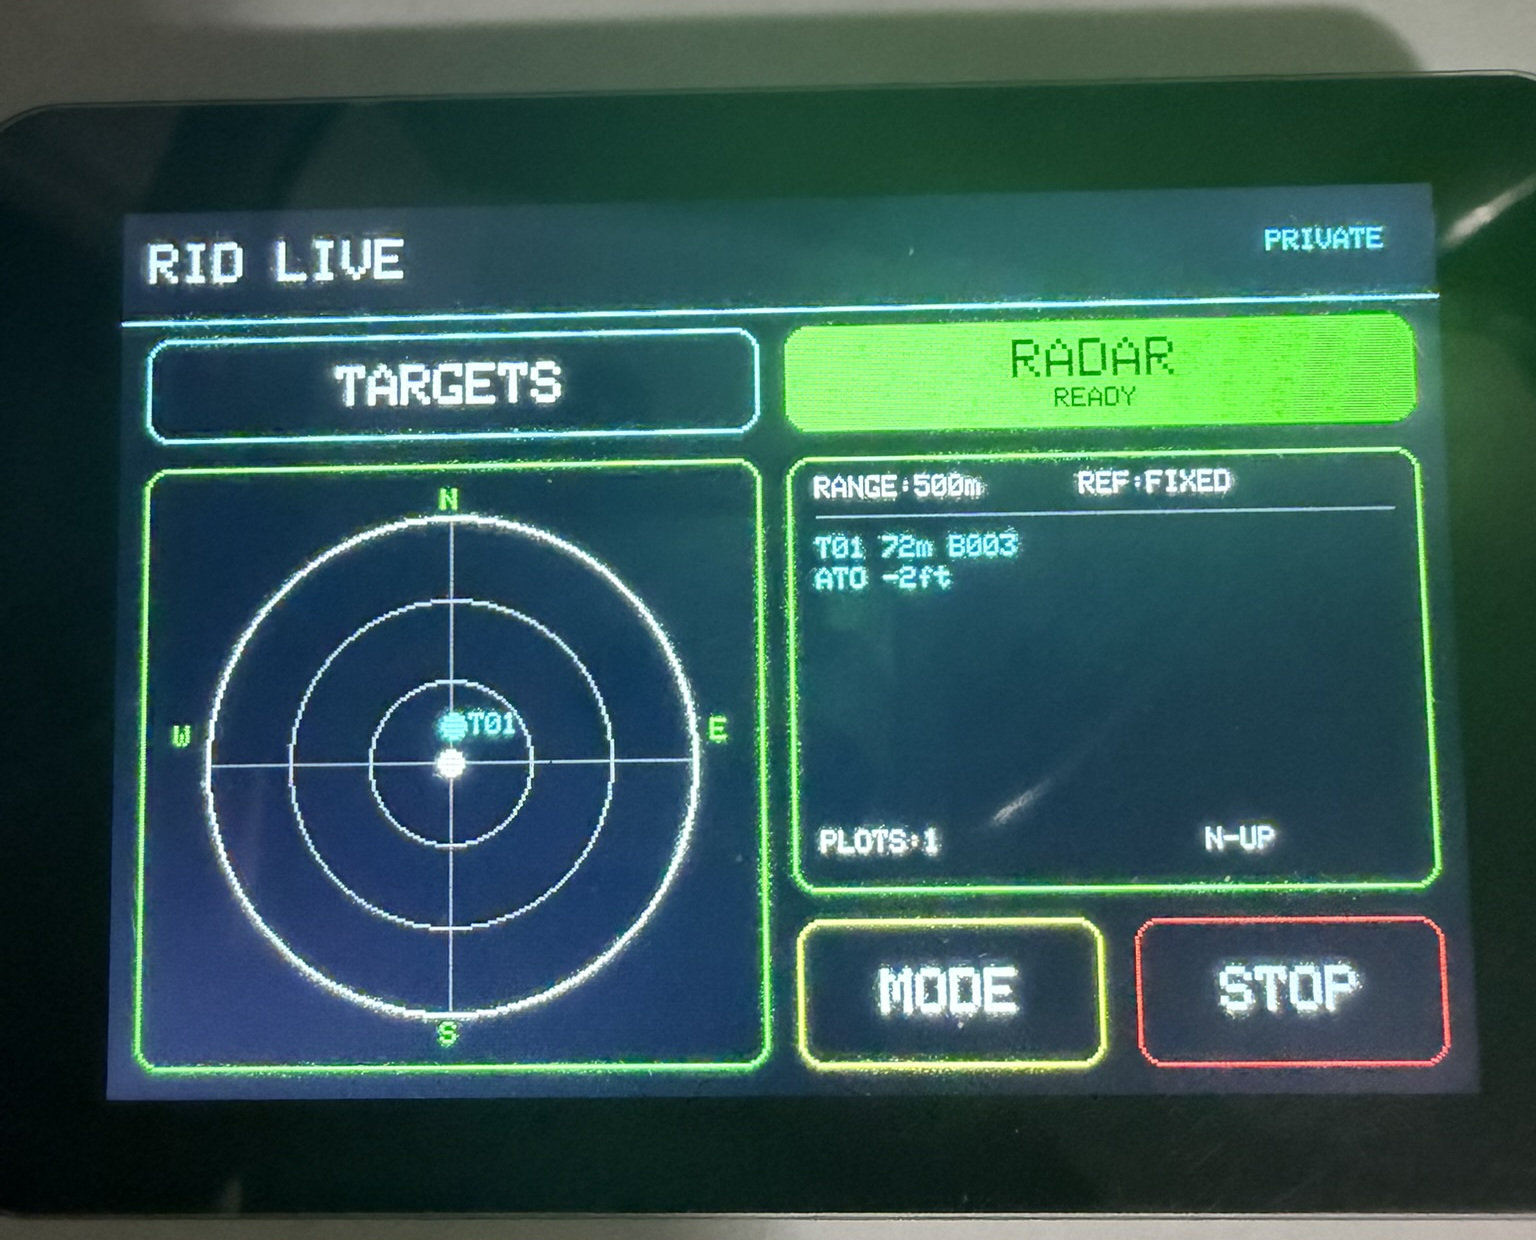 RID LIVE
PRIVATE
TARGETS
RADAR
READY
N
W
E
S
T01
RANGE:500m REF:FIXED
T01 72m B003
ATO -2ft
PLOTS:1 N-UP
MODE
STOP